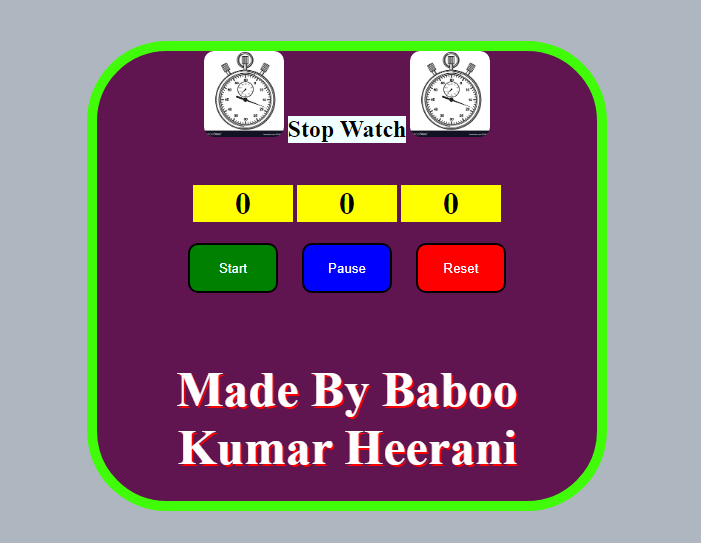 Stop Watch
0 0 0
Start Pause Reset
Made By Baboo
Kumar Heerani